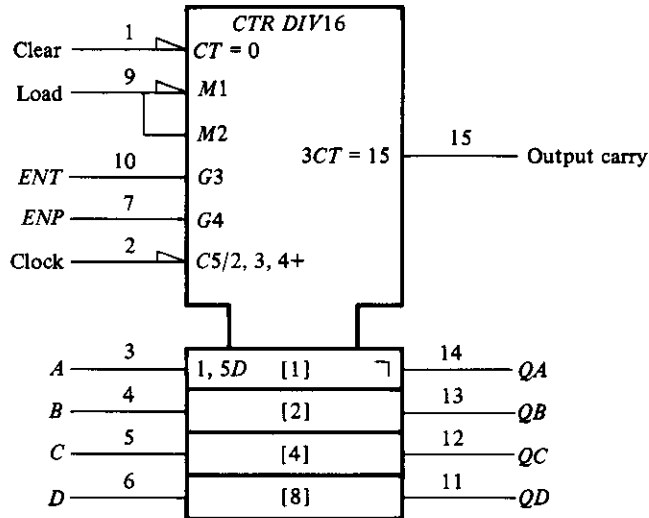 CTR DIV16
1
Clear
CT = 0
9
Load
M1
M2
3CT = 15
15
Output carry
10
ENT
G3
7
ENP
G4
2
Clock
C5/2, 3, 4+
3
A
1, 5D
[1]
¬
14
QA
4
B
[2]
13
QB
5
C
[4]
12
QC
6
D
[8]
11
QD